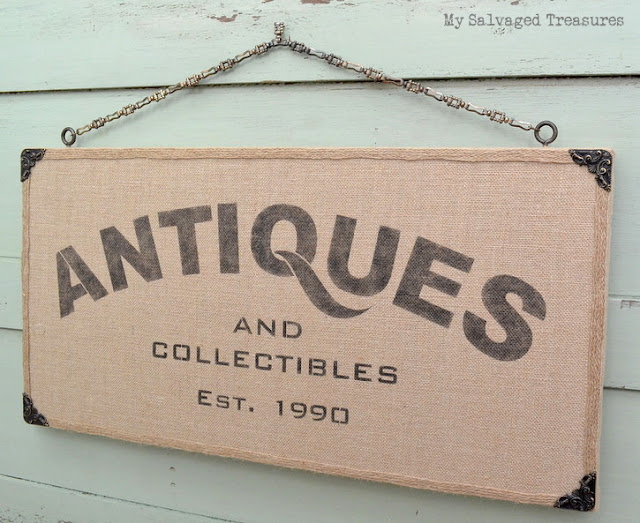 My Salvaged Treasures
ANTIQUES
AND
COLLECTIBLES
EST. 1990